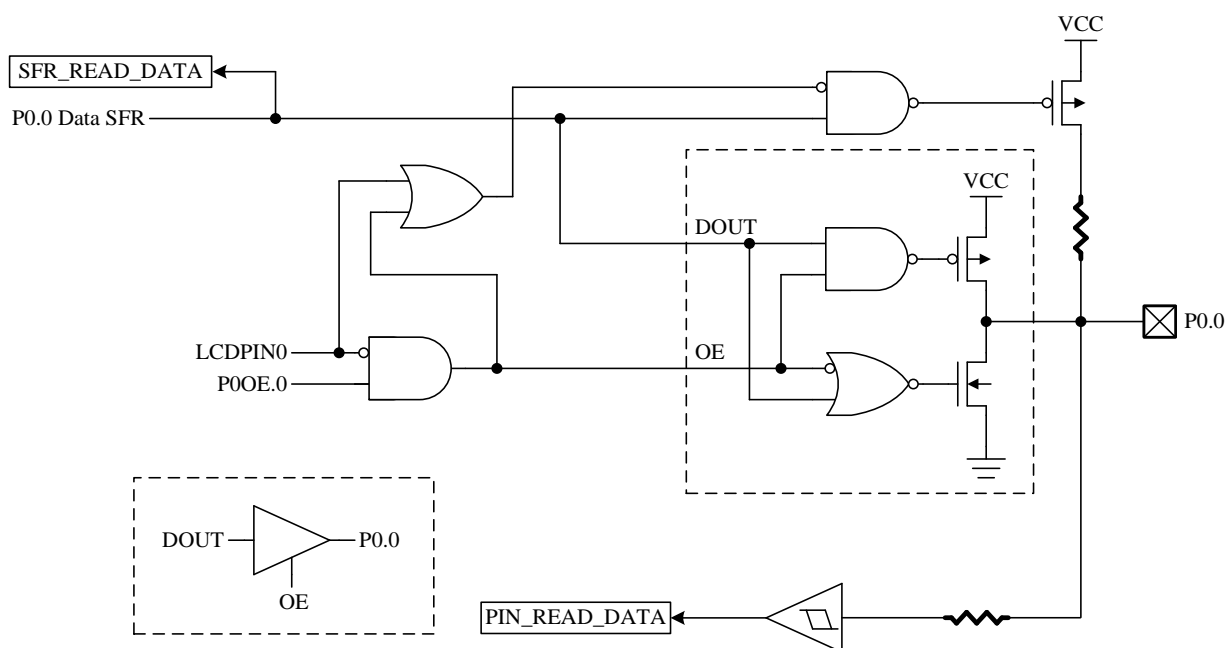 VCC
SFR_READ_DATA
P0.0 Data SFR
VCC
DOUT
P0.0
LCDPIN0
OE
P0OE.0
DOUT
P0.0
OE
PIN_READ_DATA